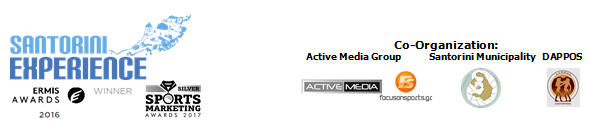 SANTORINI
EXPERIENCE
ERMIS
AWARDS
WINNER
2016
SILVER
SPORTS
MARKETING
AWARDS 2017
Co-Organization:
Active Media Group
Santorini Municipality
DAPPOS
ACTIVE MEDIA
focusonsports.gr